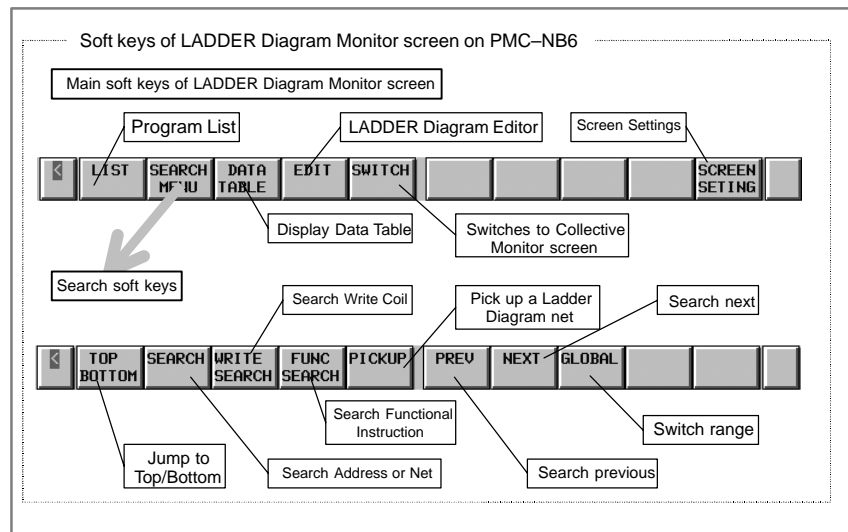 Soft keys of LADDER Diagram Monitor screen on PMC–NB6
Main soft keys of LADDER Diagram Monitor screen
Program List
LADDER Diagram Editor
Screen Settings
<
LIST
SEARCH
MENU
DATA
TABLE
EDIT
SWITCH
SCREEN
SETING
Display Data Table
Switches to Collective
Monitor screen
Search soft keys
Search Write Coil
Pick up a Ladder
Diagram net
Search next
<
TOP
BOTTOM
SEARCH
WRITE
SEARCH
FUNC
SEARCH
PICKUP
PREV
NEXT
GLOBAL
Search Functional
Instruction
Switch range
Jump to
Top/Bottom
Search Address or Net
Search previous